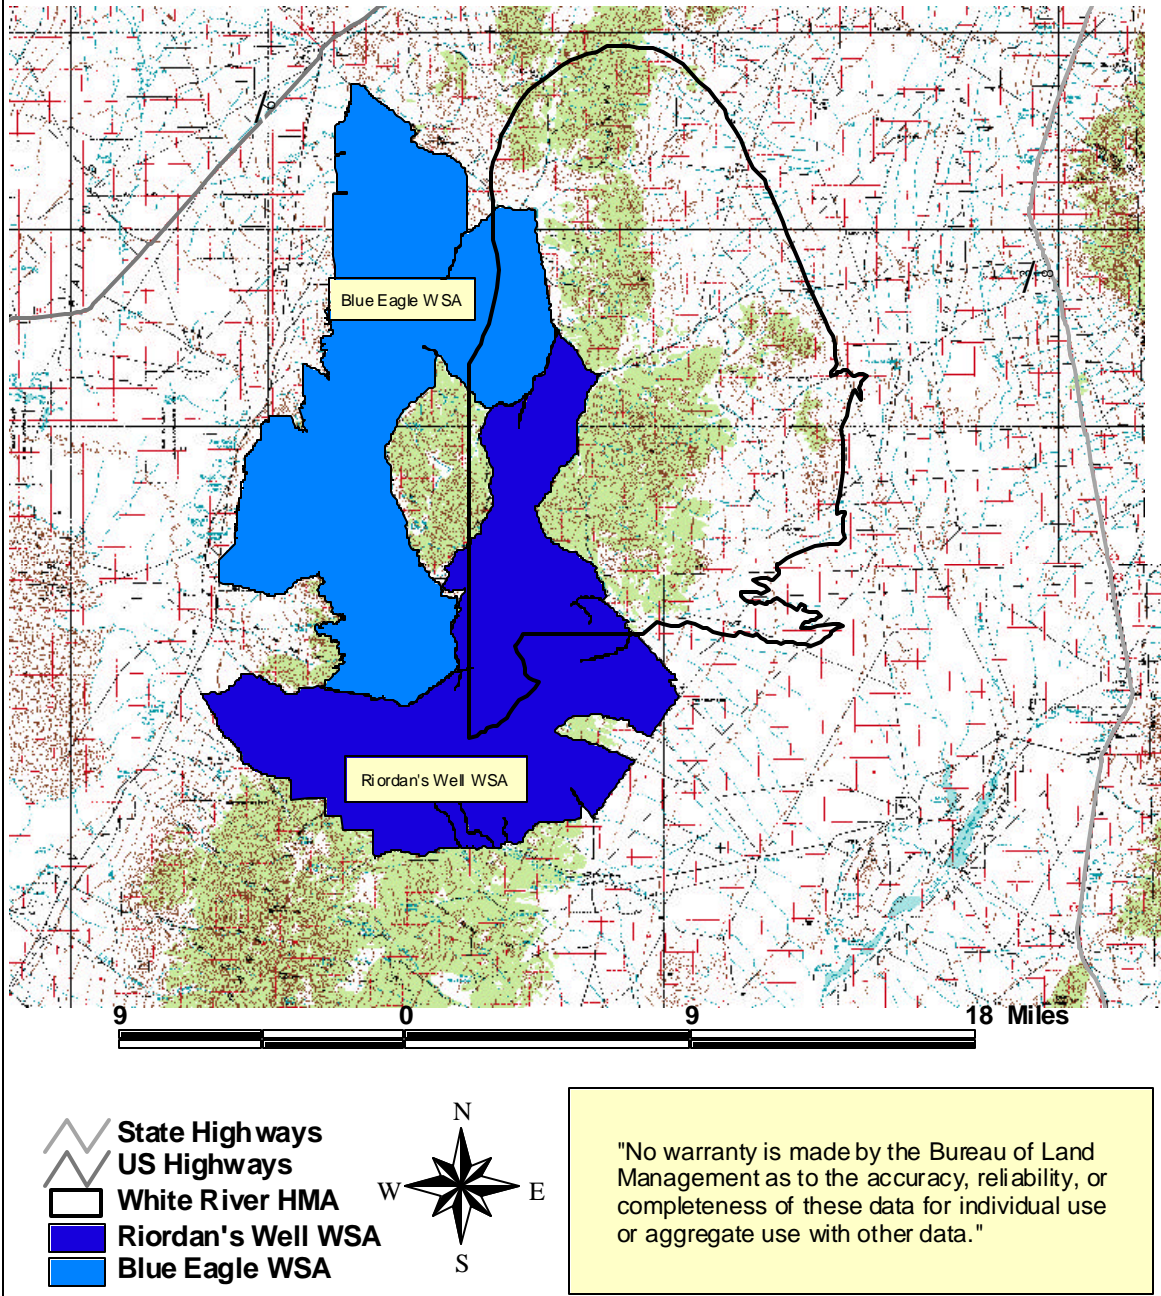 Blue Eagle WSA
Riordan's Well WSA
9 0 9 18 Miles
State Highways
US Highways
White River HMA
Riordan's Well WSA
Blue Eagle WSA
N
W E
S
"No warranty is made by the Bureau of Land
Management as to the accuracy, reliability, or
completeness of these data for individual use
or aggregate use with other data."